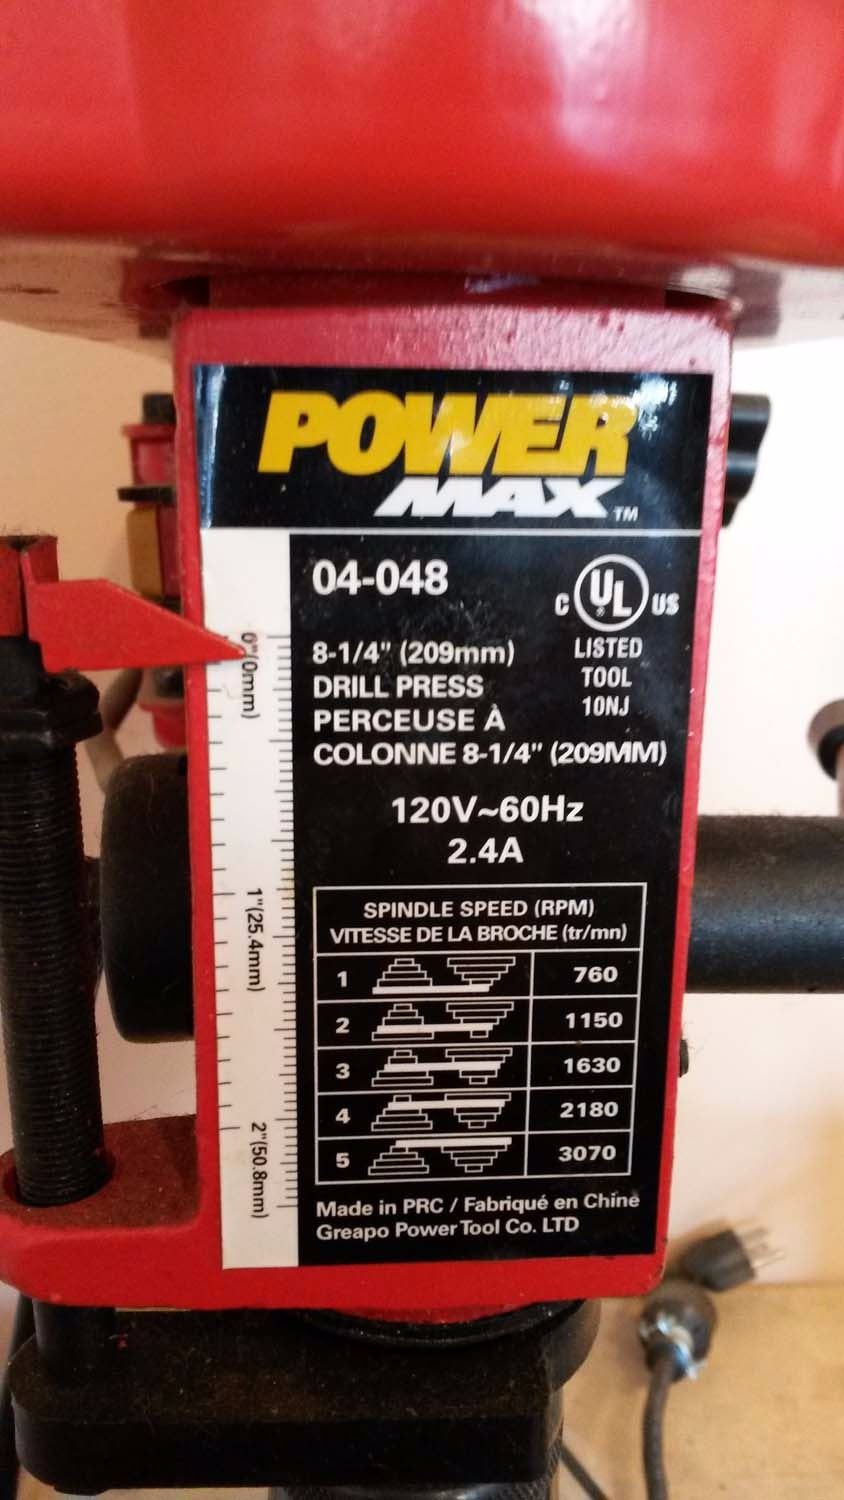 POWER
MAX™
04-048
C UL® US
LISTED
TOOL
10NJ
8-1/4" (209mm)
DRILL PRESS
PERCEUSE À
COLONNE 8-1/4" (209MM)
120V~60Hz
2.4A
SPINDLE SPEED (RPM)
VITESSE DE LA BROCHE (tr/mn)
1 760
2 1150
3 1630
4 2180
5 3070
Made in PRC / Fabriqué en Chine
Greapo Power Tool Co. LTD
0"(0mm)
1"(25.4mm)
2"(50.8mm)